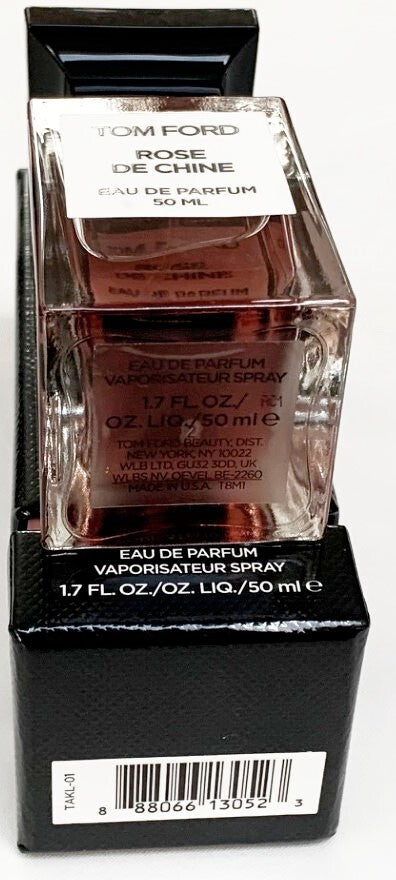 TOM FORD
ROSE
DE CHINE
EAU DE PARFUM
50 ML
EAU DE PARFUM
VAPORISATEUR SPRAY
1.7 FL. OZ./
OZ. LIQ./50 ml e
2
TOM FORD BEAUTY, DIST.
NEW YORK, NY 10022
WLB LTD, GU32 3DD, UK
WLBS NV OEVEL BE-2260
MADE IN U.S.A. T8M1
EAU DE PARFUM
VAPORISATEUR SPRAY
1.7 FL. OZ./OZ. LIQ./50 ml e
TAKL-01
8 88066 13052 3